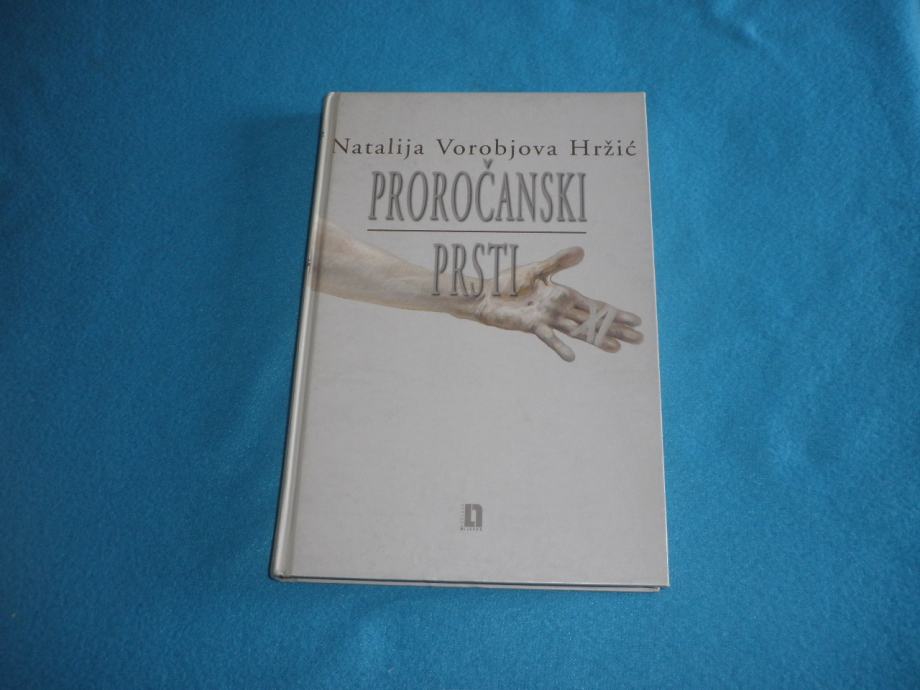 Natalija Vorobjova Hržić
PROROČANSKI
PRSTI